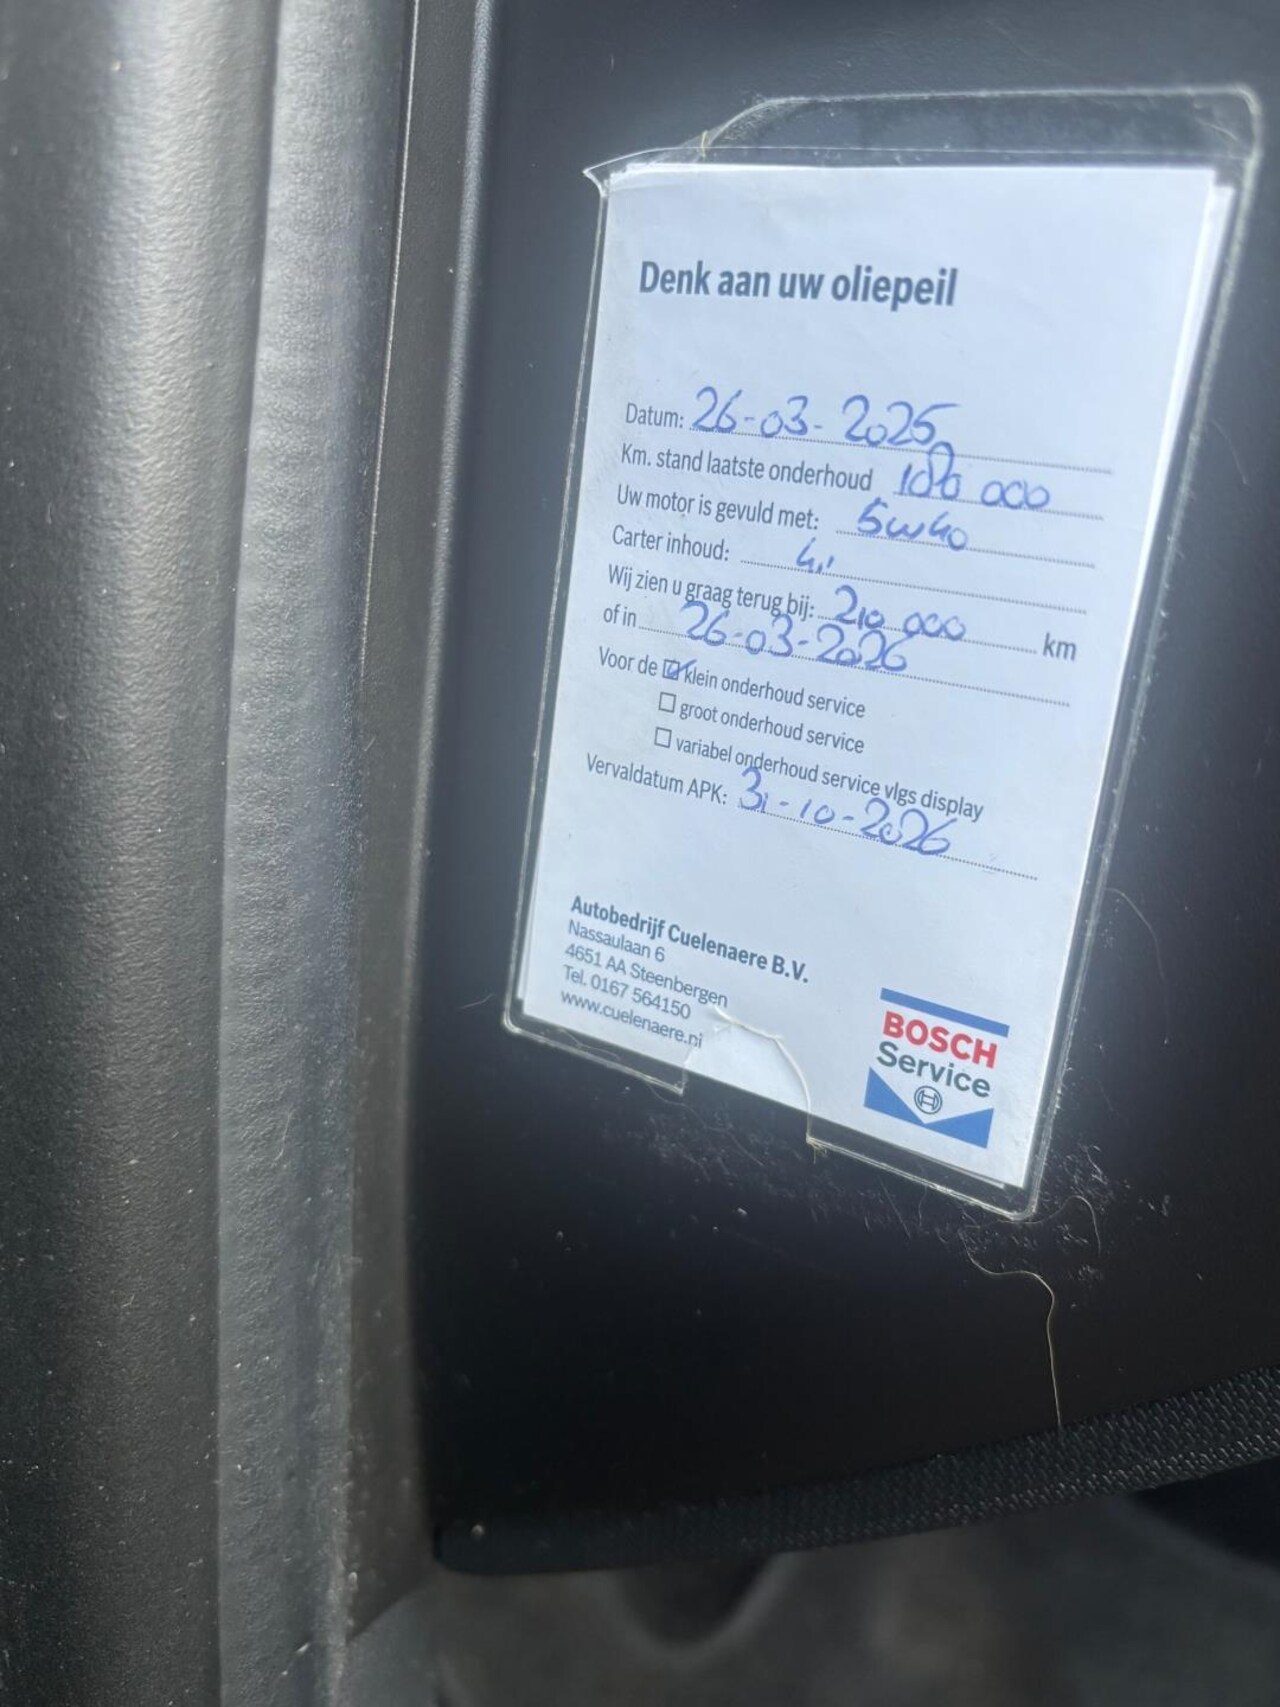 Denk aan uw oliepeil
Datum: 26-03-2025
Km. stand laatste onderhoud 000
Uw motor is gevuld met: 5w40
Carter inhoud: 4,
Wij zien u graag terug bij: 210 000 km
of in 26-03-2026
Voor de klein onderhoud service
groot onderhoud service
variabel onderhoud service vlgs display
Vervaldatum APK: 31-10-2026
Autobedrijf Cuelenaere B.V.
Nassaulaan 6
4651 AA Steenbergen
Tel. 0167 564150
www.cuelenaere.nl
BOSCH
Service